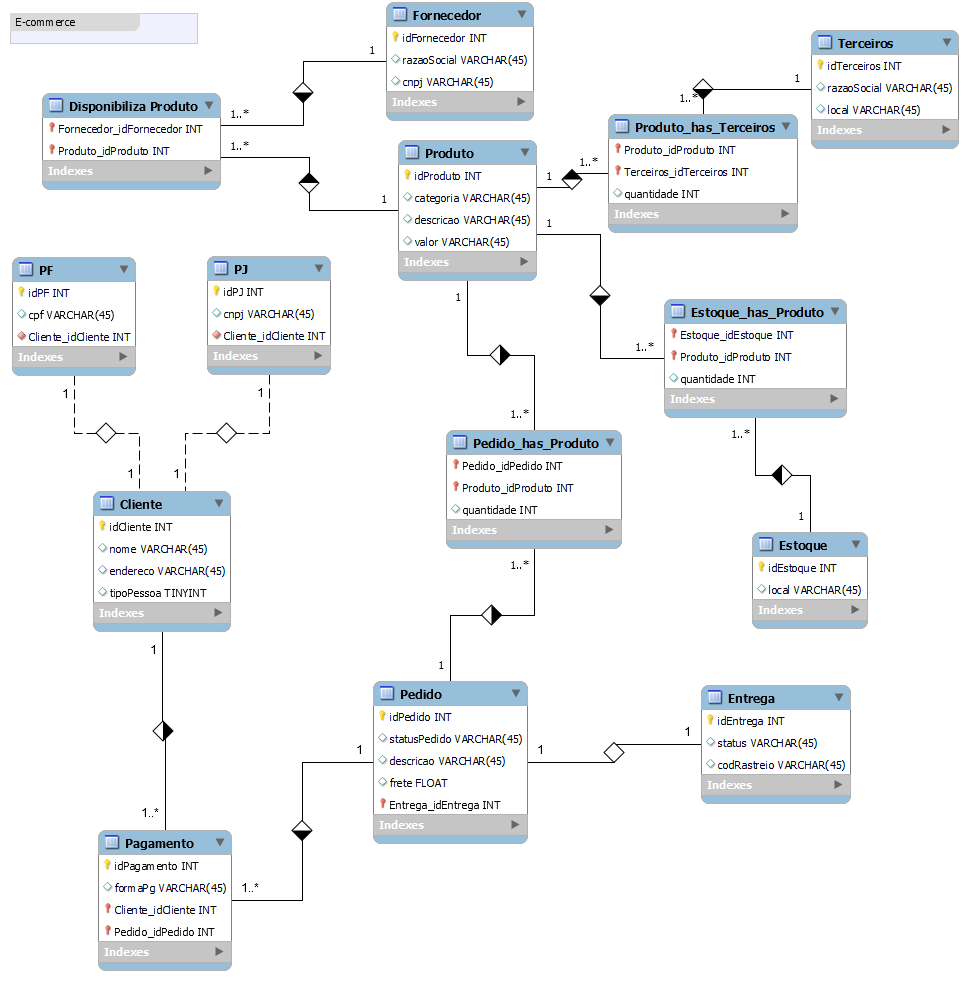 E-commerce
Fornecedor
idFornecedor INT
razaoSocial VARCHAR(45)
cnpj VARCHAR(45)
Indexes
Terceiros
idTerceiros INT
razaoSocial VARCHAR(45)
local VARCHAR(45)
Indexes
1
1..*
1
1..*
Disponibiliza Produto
Fornecedor_idFornecedor INT
Produto_idProduto INT
Indexes
1..*
1
Produto
idProduto INT
categoria VARCHAR(45)
descricao VARCHAR(45)
valor VARCHAR(45)
Indexes
1
1..*
Produto_has_Terceiros
Produto_idProduto INT
Terceiros_idTerceiros INT
quantidade INT
Indexes
1
1..*
PF
idPF INT
cpf VARCHAR(45)
Cliente_idCliente INT
Indexes
PJ
idPJ INT
cnpj VARCHAR(45)
Cliente_idCliente INT
Indexes
Estoque_has_Produto
Estoque_idEstoque INT
Produto_idProduto INT
quantidade INT
Indexes
1
1
1
1
1
1..*
1..*
1
Pedido_has_Produto
Pedido_idPedido INT
Produto_idProduto INT
quantidade INT
Indexes
Cliente
idCliente INT
nome VARCHAR(45)
endereco VARCHAR(45)
tipoPessoa TINYINT
Indexes
Estoque
idEstoque INT
local VARCHAR(45)
Indexes
1..*
1
1
1..*
Pedido
idPedido INT
statusPedido VARCHAR(45)
descricao VARCHAR(45)
frete FLOAT
Entrega_idEntrega INT
Indexes
1
1
Entrega
idEntrega INT
status VARCHAR(45)
codRastreio VARCHAR(45)
Indexes
1
1..*
Pagamento
idPagamento INT
formaPg VARCHAR(45)
Cliente_idCliente INT
Pedido_idPedido INT
Indexes